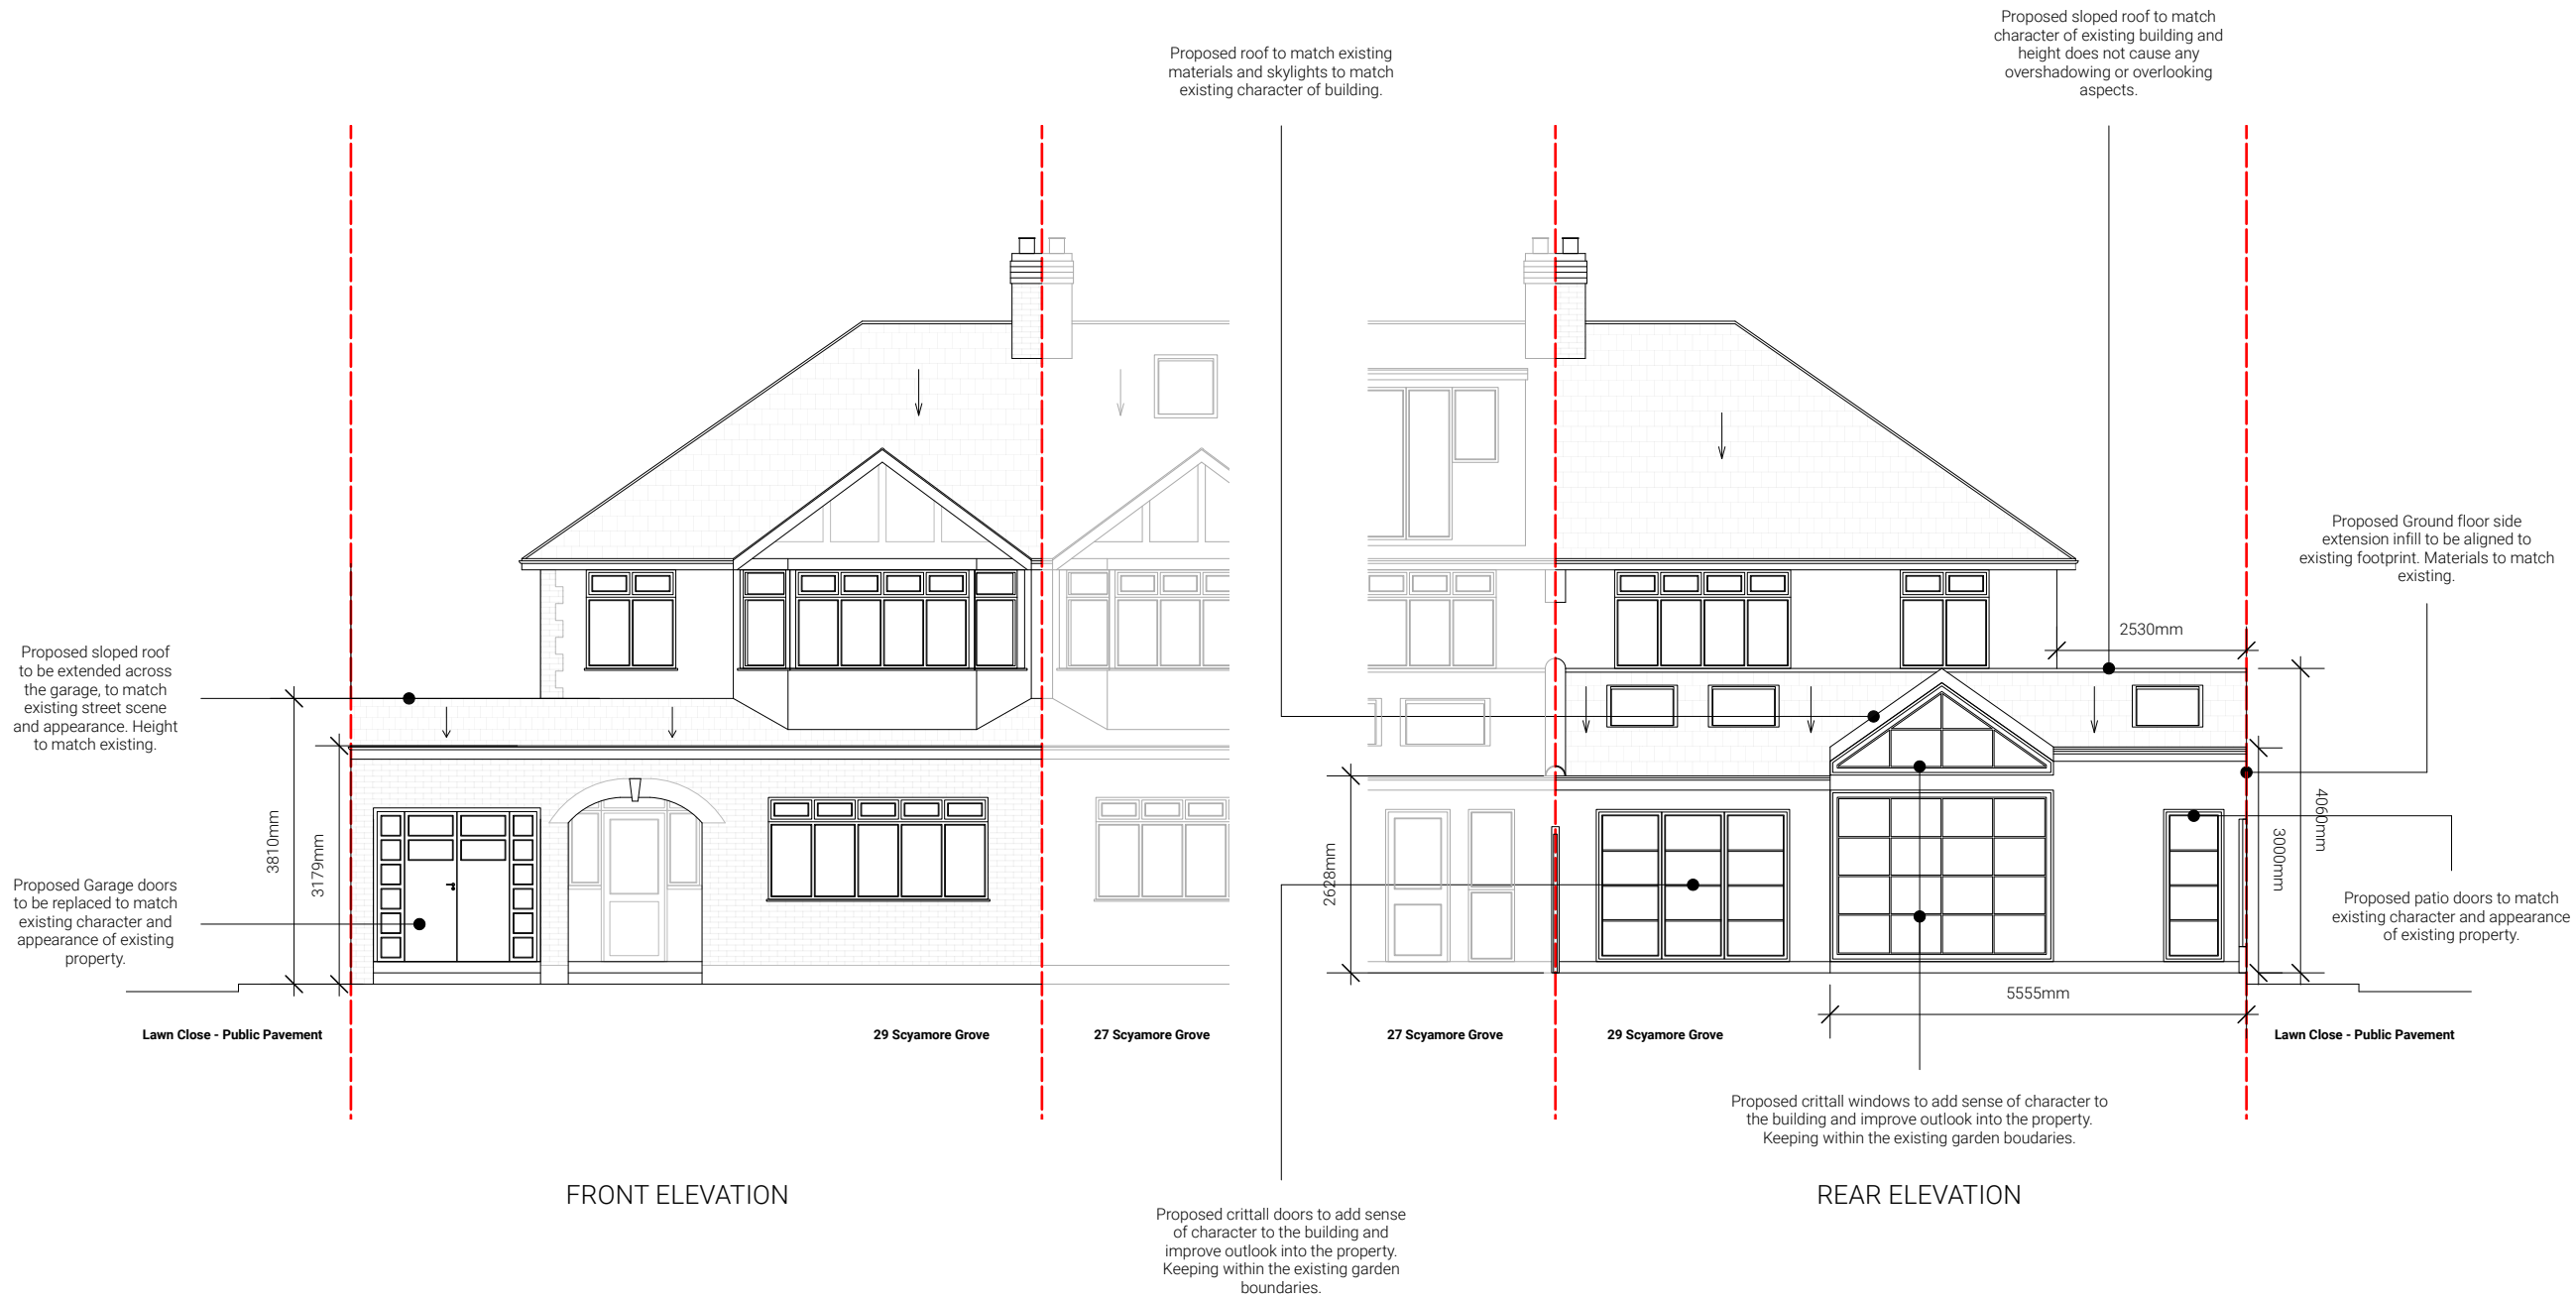 Proposed sloped roof to match
character of existing building and
height does not cause any
overshadowing or overlooking
aspects.
Proposed roof to match existing
materials and skylights to match
existing character of building.
Proposed Ground floor side
extension infill to be aligned to
existing footprint. Materials to match
existing.
2530mm
Proposed sloped roof
to be extended across
the garage, to match
existing street scene
and appearance. Height
to match existing.
3810mm
3179mm
2628mm
4060mm
3000mm
Proposed Garage doors
to be replaced to match
existing character and
appearance of existing
property.
Proposed patio doors to match
existing character and appearance
of existing property.
5555mm
Lawn Close - Public Pavement
29 Scyamore Grove
27 Scyamore Grove
27 Scyamore Grove
29 Scyamore Grove
Lawn Close - Public Pavement
Proposed crittall windows to add sense of character to
the building and improve outlook into the property.
Keeping within the existing garden boudaries.
FRONT ELEVATION
REAR ELEVATION
Proposed crittall doors to add sense
of character to the building and
improve outlook into the property.
Keeping within the existing garden
boundaries.